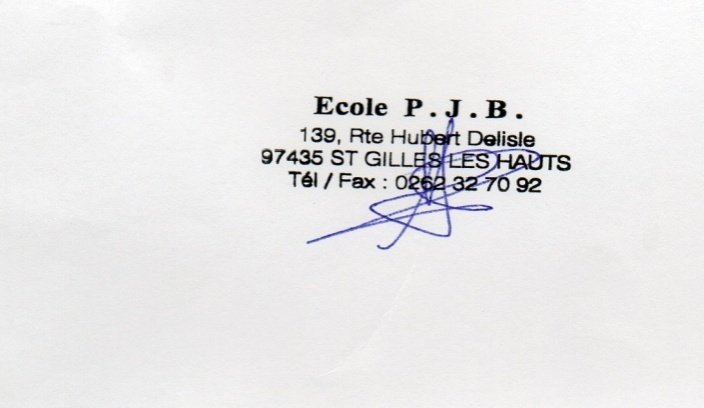 Ecole P.J.B.
139, Rte Hubert Delisle
97435 ST GILLES LES HAUTS
Tél / Fax : 0262 32 70 92